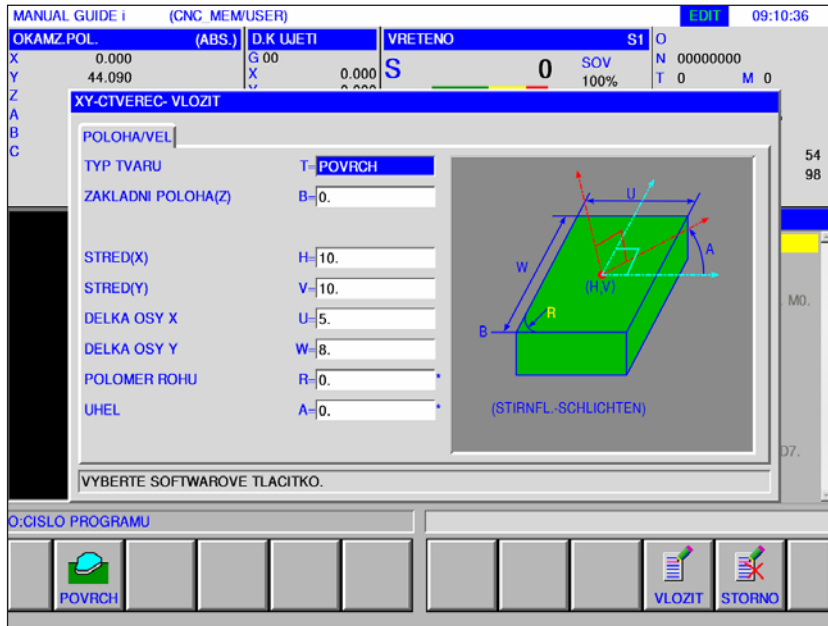 MANUAL GUIDE i (CNC_MEM/USER) EDIT 09:10:36
OKAMZ.POL. (ABS.) D.K UJETI VRETENO S1 O
X 0.000 G 00 N 00000000
Y 44.090 X 0.000 S 0 SOV 100% T 0 M 0
Z
A
B
C
54
98
XY-CTVEREC- VLOZIT
POLOHA/VEL
TYP TVARU T=POVRCH
ZAKLADNI POLOHA(Z) B=0.
STRED(X) H=10.
STRED(Y) V=10.
DELKA OSY X U=5.
DELKA OSY Y W=8.
POLOMER ROHU R=0. *
UHEL A=0. *
U
W
A
(H,V)
R
B
(STIRNFL.-SCHLICHTEN)
M0.
D7.
VYBERTE SOFTWAROVE TLACITKO.
O:CISLO PROGRAMU
POVRCH VLOZIT STORNO